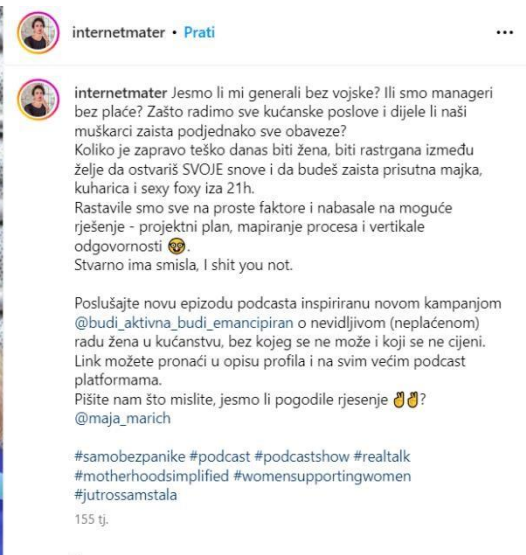 internetmater • Prati
internetmater Jesmo li mi generali bez vojske? Ili smo manageri
bez plaće? Zašto radimo sve kućanske poslove i dijele li naši
muškarci zaista podjednako sve obaveze?
Koliko je zapravo teško danas biti žena, biti rastrgana između
želje da ostvariš SVOJE snove i da budeš zaista prisutna majka,
kuharica i sexy foxy iza 21h.
Rastavile smo sve na proste faktore i nabasale na moguće
rješenje - projektni plan, mapiranje procesa i vertikale
odgovornosti 🤓.
Stvarno ima smisla, I shit you not.
Poslušajte novu epizodu podcasta inspiriranu novom kampanjom
@budi_aktivna_budi_emancipiran o nevidljivom (neplaćenom)
radu žena u kućanstvu, bez kojeg se ne može i koji se ne cijeni.
Link možete pronaći u opisu profila i na svim većim podcast
platformama.
Pišite nam što mislite, jesmo li pogodile rjesenje ✌️✌️?
@maja_marich
#samobezpanike #podcast #podcastshow #realtalk
#motherhoodsimplified #womensupportingwomen
#jutrossamstala
155 tj.